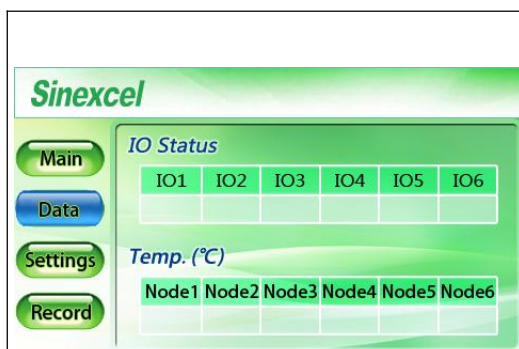 Sinexcel
Main
Data
Settings
Record
IO Status
IO1 IO2 IO3 IO4 IO5 IO6
Temp. (℃)
Node1 Node2 Node3 Node4 Node5 Node6